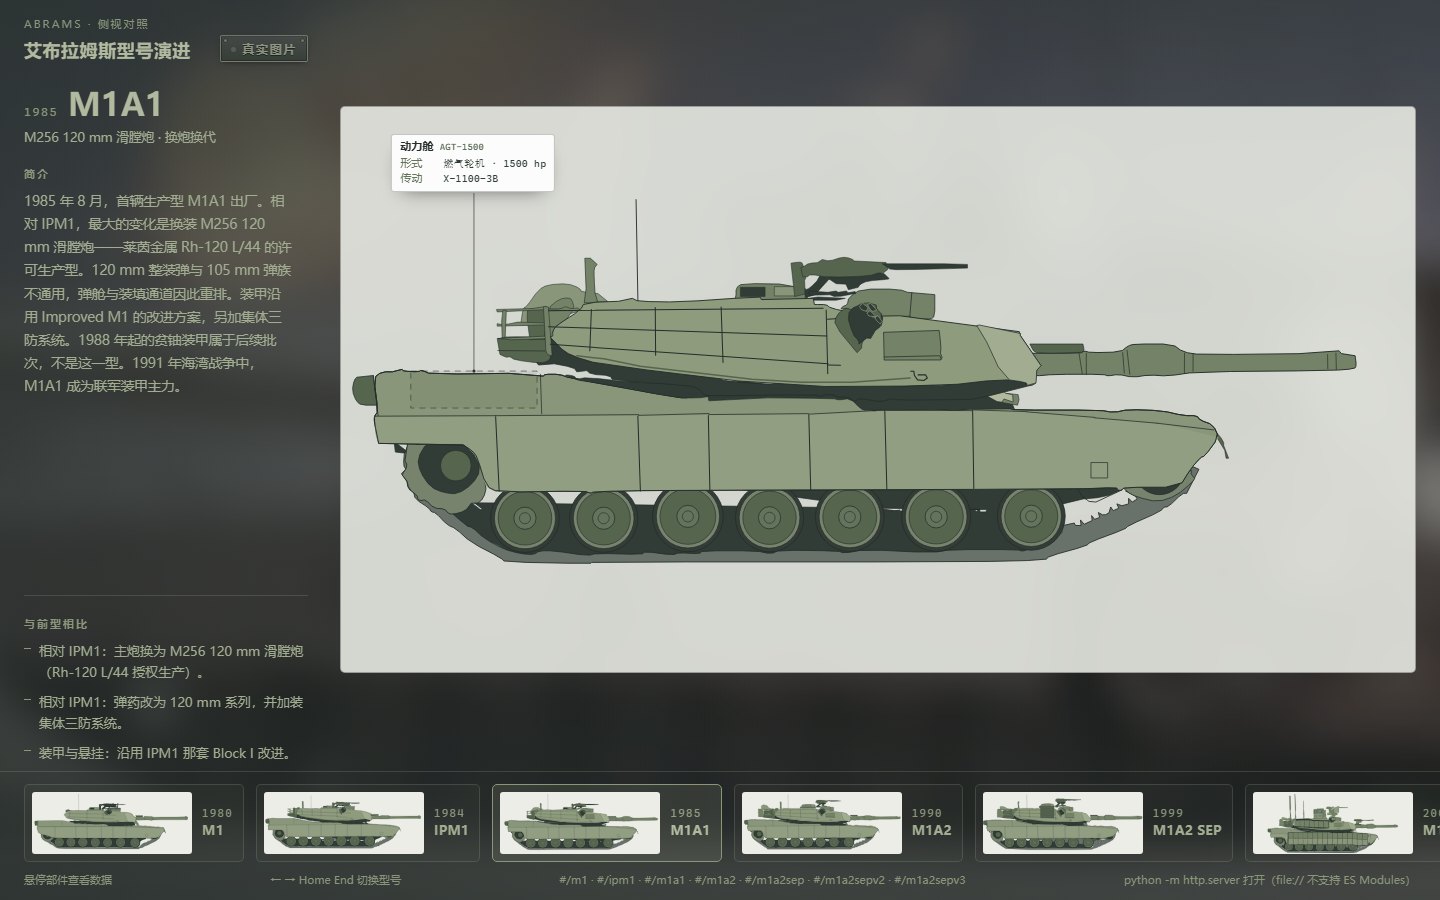 ABRAMS · 侧视对照
艾布拉姆斯型号演进
真实图片
1985 M1A1
M256 120 mm 滑膛炮 · 换炮换代
简介
1985 年 8 月，首辆生产型 M1A1 出厂。相
对 IPM1，最大的变化是换装 M256 120
mm 滑膛炮——莱茵金属 Rh-120 L/44 的许
可生产型。120 mm 整装弹与 105 mm 弹族
不通用，弹舱与装填通道因此重排。装甲沿
用 Improved M1 的改进方案，另加集体三
防系统。1988 年起的贫铀装甲属于后续批
次，不是这一型。1991 年海湾战争中，
M1A1 成为联军装甲主力。
与前型相比
– 相对 IPM1：主炮换为 M256 120 mm 滑膛炮
（Rh-120 L/44 授权生产）。
– 相对 IPM1：弹药改为 120 mm 系列，并加装
集体三防系统。
– 装甲与悬挂：沿用 IPM1 那套 Block I 改进。
动力舱 AGT-1500
形式 燃气轮机 · 1500 hp
传动 X-1100-3B
1980
M1
1984
IPM1
1985
M1A1
1990
M1A2
1999
M1A2 SEP
悬停部件查看数据
← → Home End 切换型号
#/m1 · #/ipm1 · #/m1a1 · #/m1a2 · #/m1a2sep · #/m1a2sepv2 · #/m1a2sepv3
python -m http.server 打开（file:// 不支持 ES Modules）